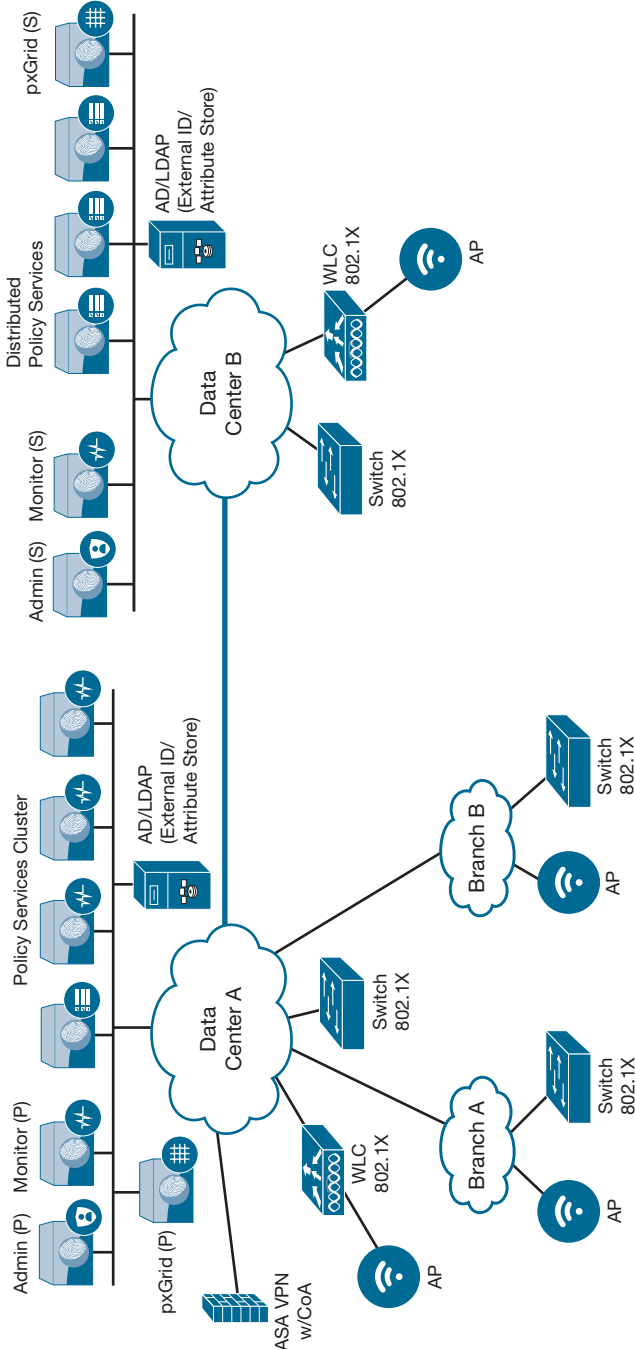 Admin (P)
Monitor (P)
Policy Services Cluster
pxGrid (P)
AD/LDAP
(External ID/
Attribute Store)
ASA VPN
w/CoA
Data
Center A
WLC
802.1X
AP
Switch
802.1X
Branch A
AP
Switch
802.1X
Branch B
AP
Switch
802.1X
Admin (S)
Monitor (S)
Distributed
Policy Services
pxGrid (S)
AD/LDAP
(External ID/
Attribute Store)
Data
Center B
Switch
802.1X
WLC
802.1X
AP